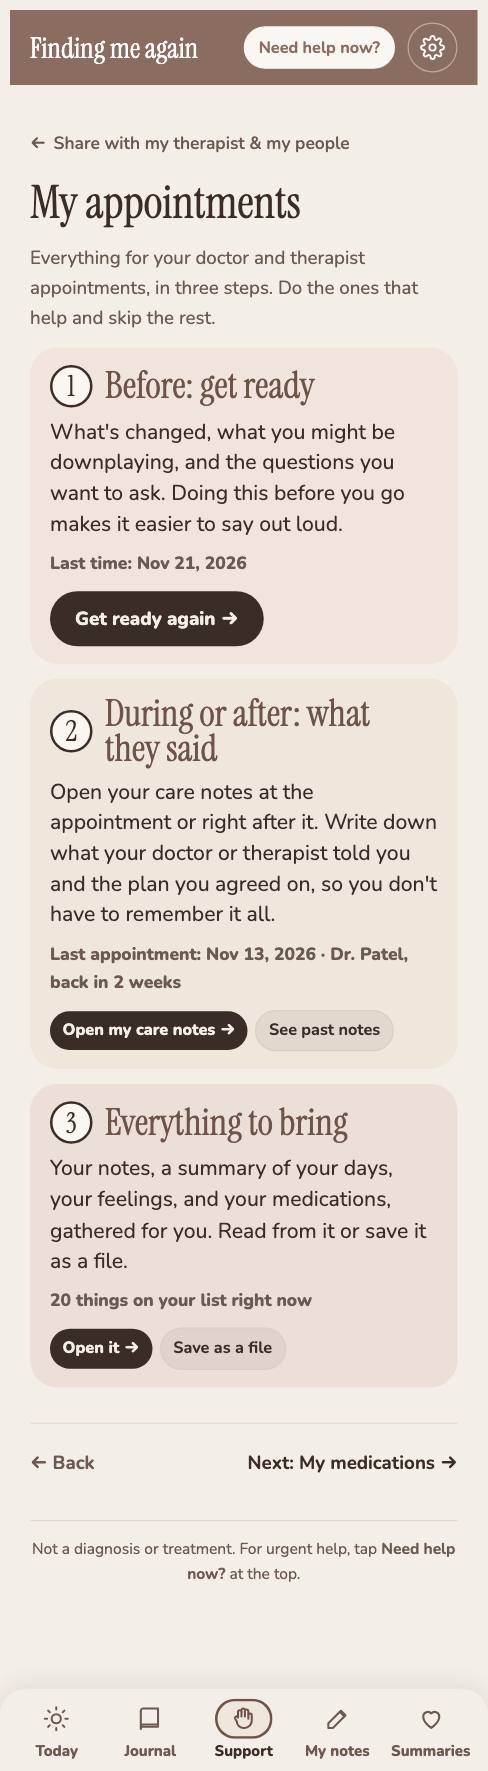 Finding me again
Need help now?
← Share with my therapist & my people
My appointments
Everything for your doctor and therapist
appointments, in three steps. Do the ones that
help and skip the rest.
1 Before: get ready
What's changed, what you might be
downplaying, and the questions you
want to ask. Doing this before you go
makes it easier to say out loud.
Last time: Nov 21, 2026
Get ready again →
2 During or after: what
they said
Open your care notes at the
appointment or right after it. Write down
what your doctor or therapist told you
and the plan you agreed on, so you don't
have to remember it all.
Last appointment: Nov 13, 2026 · Dr. Patel,
back in 2 weeks
Open my care notes →
See past notes
3 Everything to bring
Your notes, a summary of your days,
your feelings, and your medications,
gathered for you. Read from it or save it
as a file.
20 things on your list right now
Open it →
Save as a file
← Back
Next: My medications →
Not a diagnosis or treatment. For urgent help, tap Need help
now? at the top.
Today
Journal
Support
My notes
Summaries